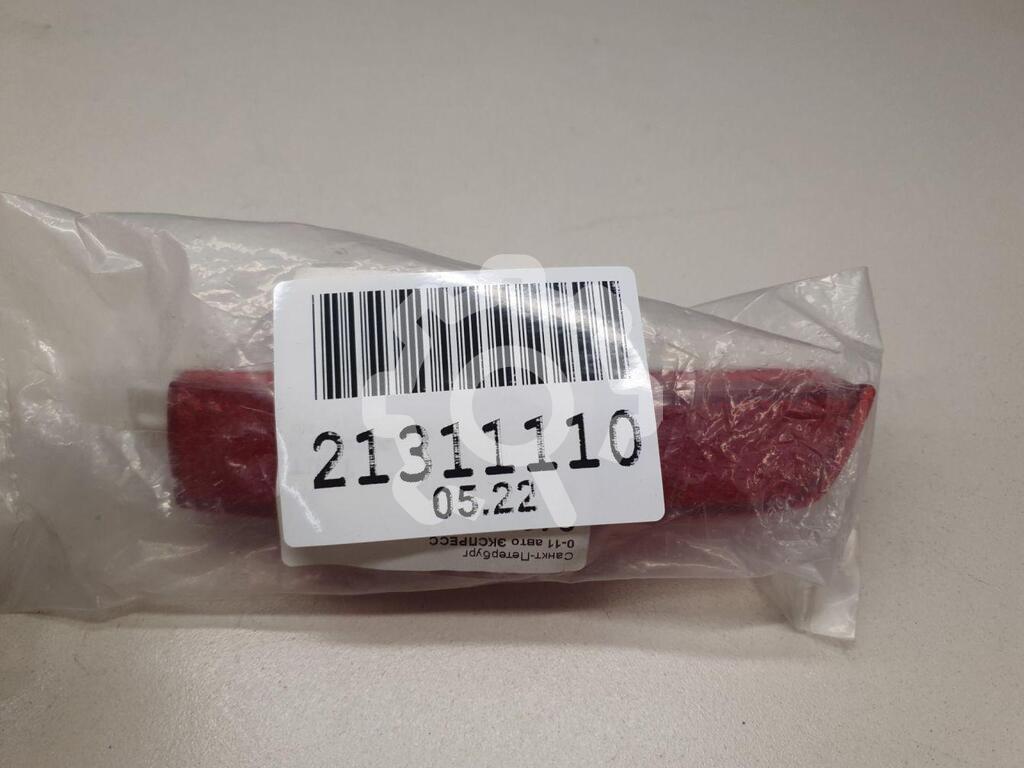 21311110
05.22
0-11 авто ЭКСПРЕСС
Санкт-Петербург